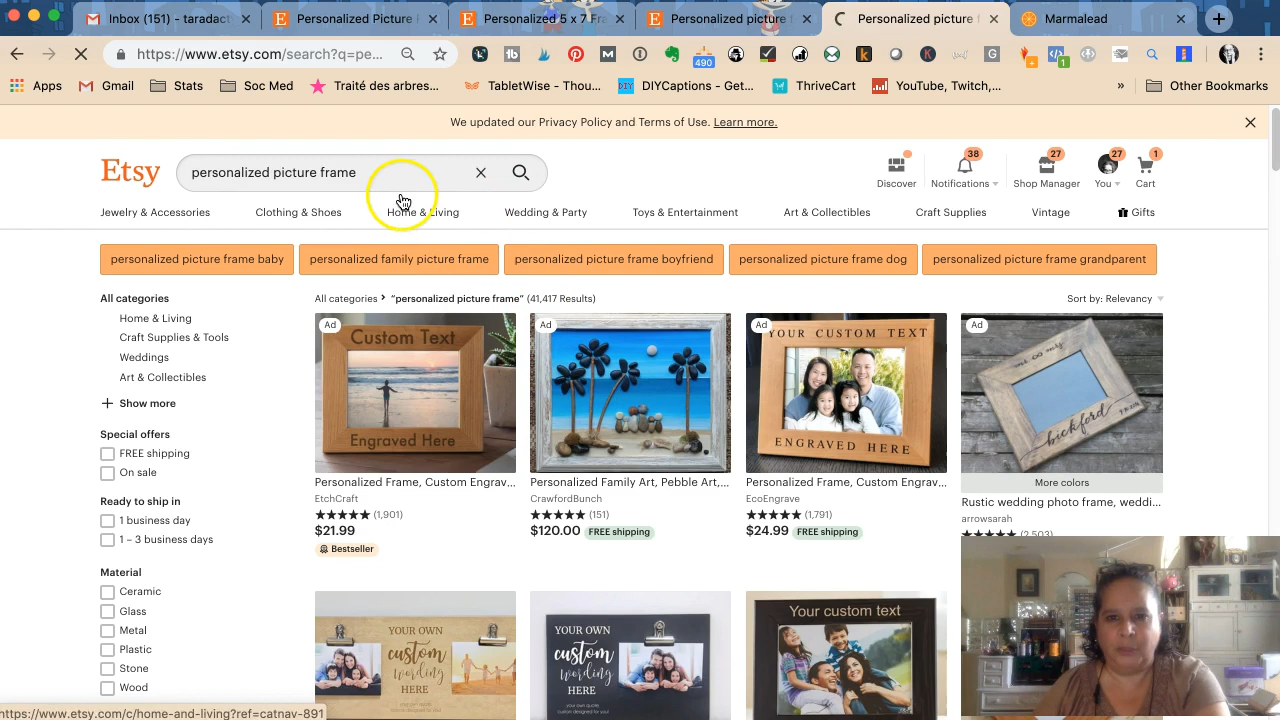 Inbox (151) - taradact
Personalized Picture F
Personalized 5 x 7 Fra
Personalized picture f
Personalized picture f
Marmalead
https://www.etsy.com/search?q=pe...
490
1
Apps
Gmail
Stats
Soc Med
Traité des arbres...
TabletWise - Thou...
DIYCaptions - Get...
ThriveCart
YouTube, Twitch,...
»
Other Bookmarks
We updated our Privacy Policy and Terms of Use. Learn more.
Etsy
personalized picture frame
38
27
27
1
Discover
Notifications
Shop Manager
You
Cart
Jewelry & Accessories
Clothing & Shoes
Home & Living
Wedding & Party
Toys & Entertainment
Art & Collectibles
Craft Supplies
Vintage
Gifts
personalized picture frame baby
personalized family picture frame
personalized picture frame boyfriend
personalized picture frame dog
personalized picture frame grandparent
All categories
Home & Living
Craft Supplies & Tools
Weddings
Art & Collectibles
Show more
Special offers
FREE shipping
On sale
Ready to ship in
1 business day
1 – 3 business days
Material
Ceramic
Glass
Metal
Plastic
Stone
Wood
All categories > "personalized picture frame" (41,417 Results)
Sort by: Relevancy
Ad
Custom Text
Engraved Here
Personalized Frame, Custom Engrav...
EtchCraft
(1,901)
$21.99
Bestseller
Ad
Personalized Family Art, Pebble Art,...
CrawfordBunch
(151)
$120.00 FREE shipping
Ad
YOUR CUSTOM TEXT
ENGRAVED HERE
Personalized Frame, Custom Engrav...
EcoEngrave
(1,791)
$24.99 FREE shipping
Ad
bickford
More colors
Rustic wedding photo frame, weddi...
arrowsarah
(2,503)
YOUR OWN
custom
wording
HERE
YOUR OWN
custom
wording
HERE
your own quote.
custom designed for you!
Your custom text
https://www.etsy.com/c/home-and-living?ref=catnav-891